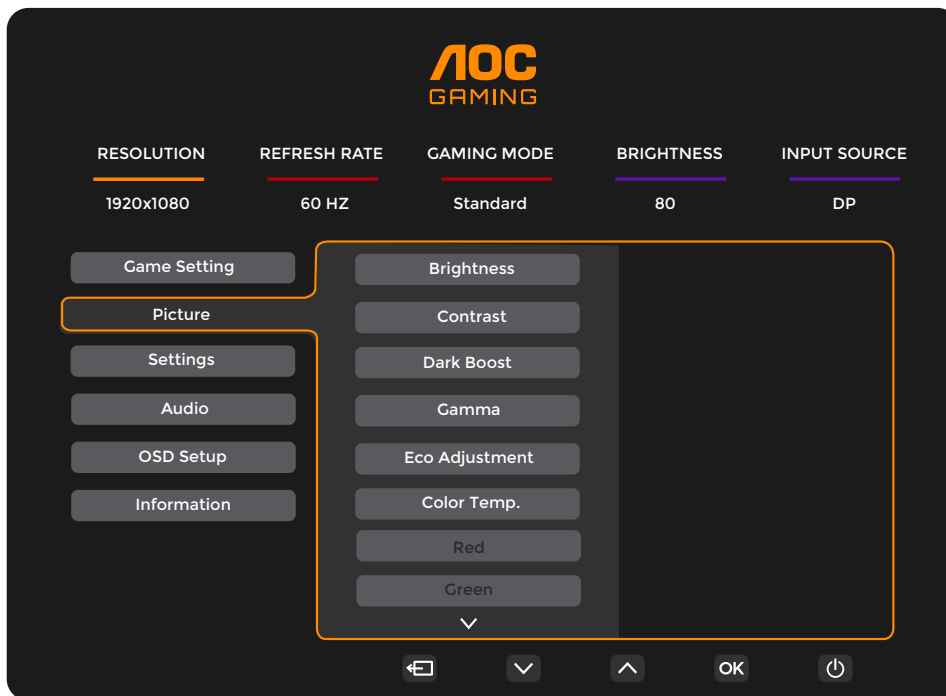 AOC
GAMING
RESOLUTION REFRESH RATE GAMING MODE BRIGHTNESS INPUT SOURCE
1920x1080 60 HZ Standard 80 DP
Game Setting
Picture
Settings
Audio
OSD Setup
Information
Brightness
Contrast
Dark Boost
Gamma
Eco Adjustment
Color Temp.
Red
Green
OK